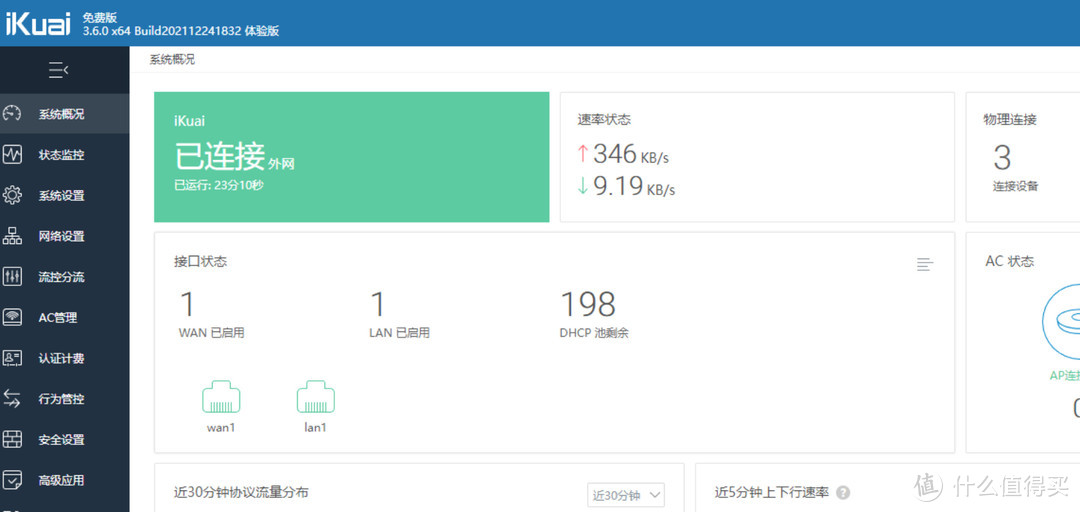 iKuai 免费版
3.6.0 x64 Build202112241832 体验版
系统概况
系统概况
状态监控
系统设置
网络设置
流控分流
AC管理
认证计费
行为管控
安全设置
高级应用
iKuai
已连接 外网
已运行: 23分10秒
速率状态
↑ 346 KB/s
↓ 9.19 KB/s
物理连接
3
连接设备
接口状态
1
WAN 已启用
1
LAN 已启用
198
DHCP 池剩余
wan1
lan1
AC 状态
AP连
近30分钟协议流量分布
近30分钟
近5分钟上下行速率 ?
值 什么值得买